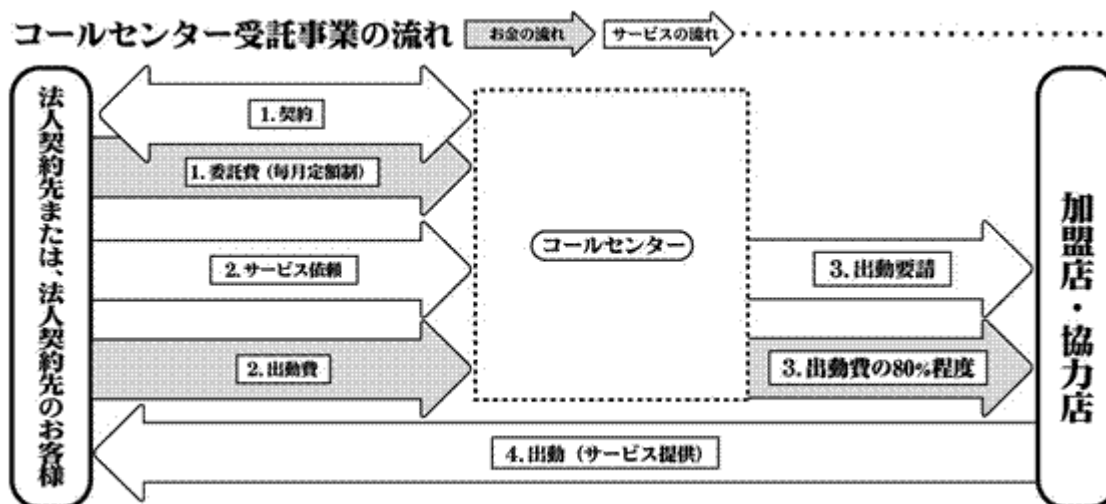 コールセンター受託事業の流れ
お金の流れ
サービスの流れ
法人契約先または、法人契約先のお客様
1.契約
1.委託費(毎月定額制)
2.サービス依頼
2.出動費
コールセンター
3.出動要請
3.出動費の80%程度
4.出動(サービス提供)
加盟店・協力店